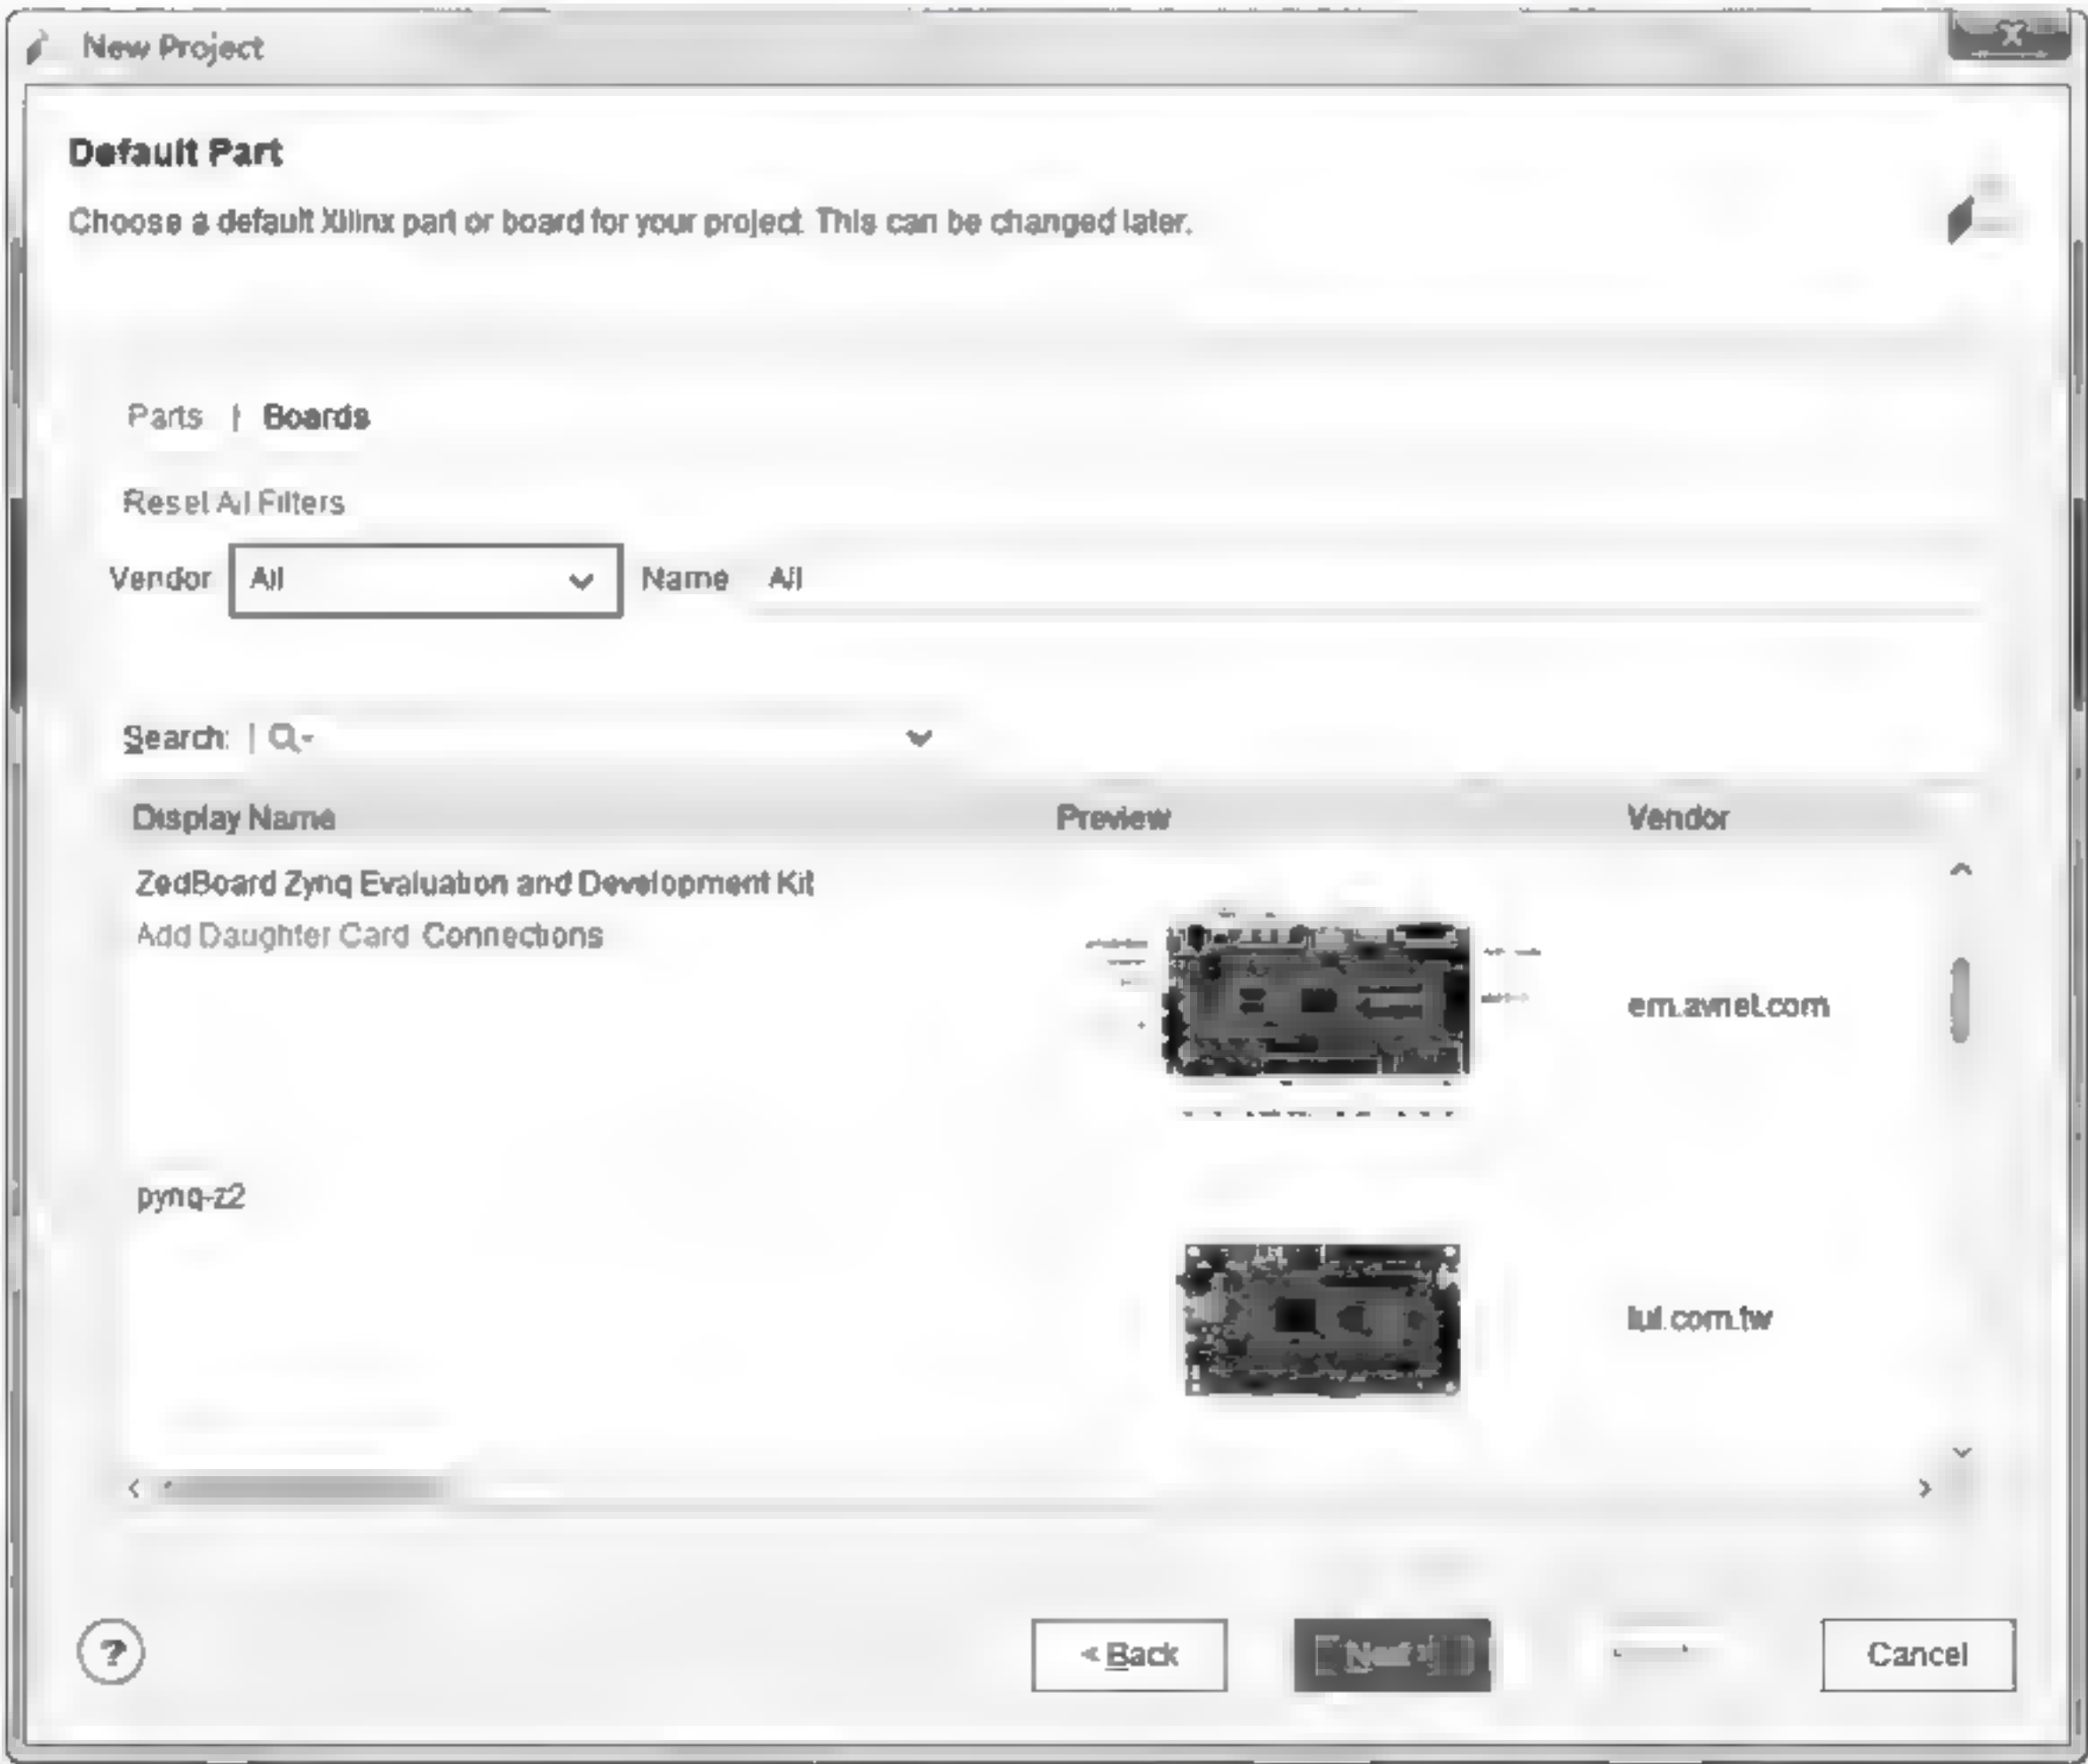 New Project
Default Part
Choose a default Xilinx part or board for your project. This can be changed later.
Parts | Boards
Reset All Filters
Vendor All Name All
Search:
Display Name Preview Vendor
ZedBoard Zynq Evaluation and Development Kit
Add Daughter Card Connections
em.avnet.com
pynq-z2
tul.com.tw
?
< Back Next Cancel